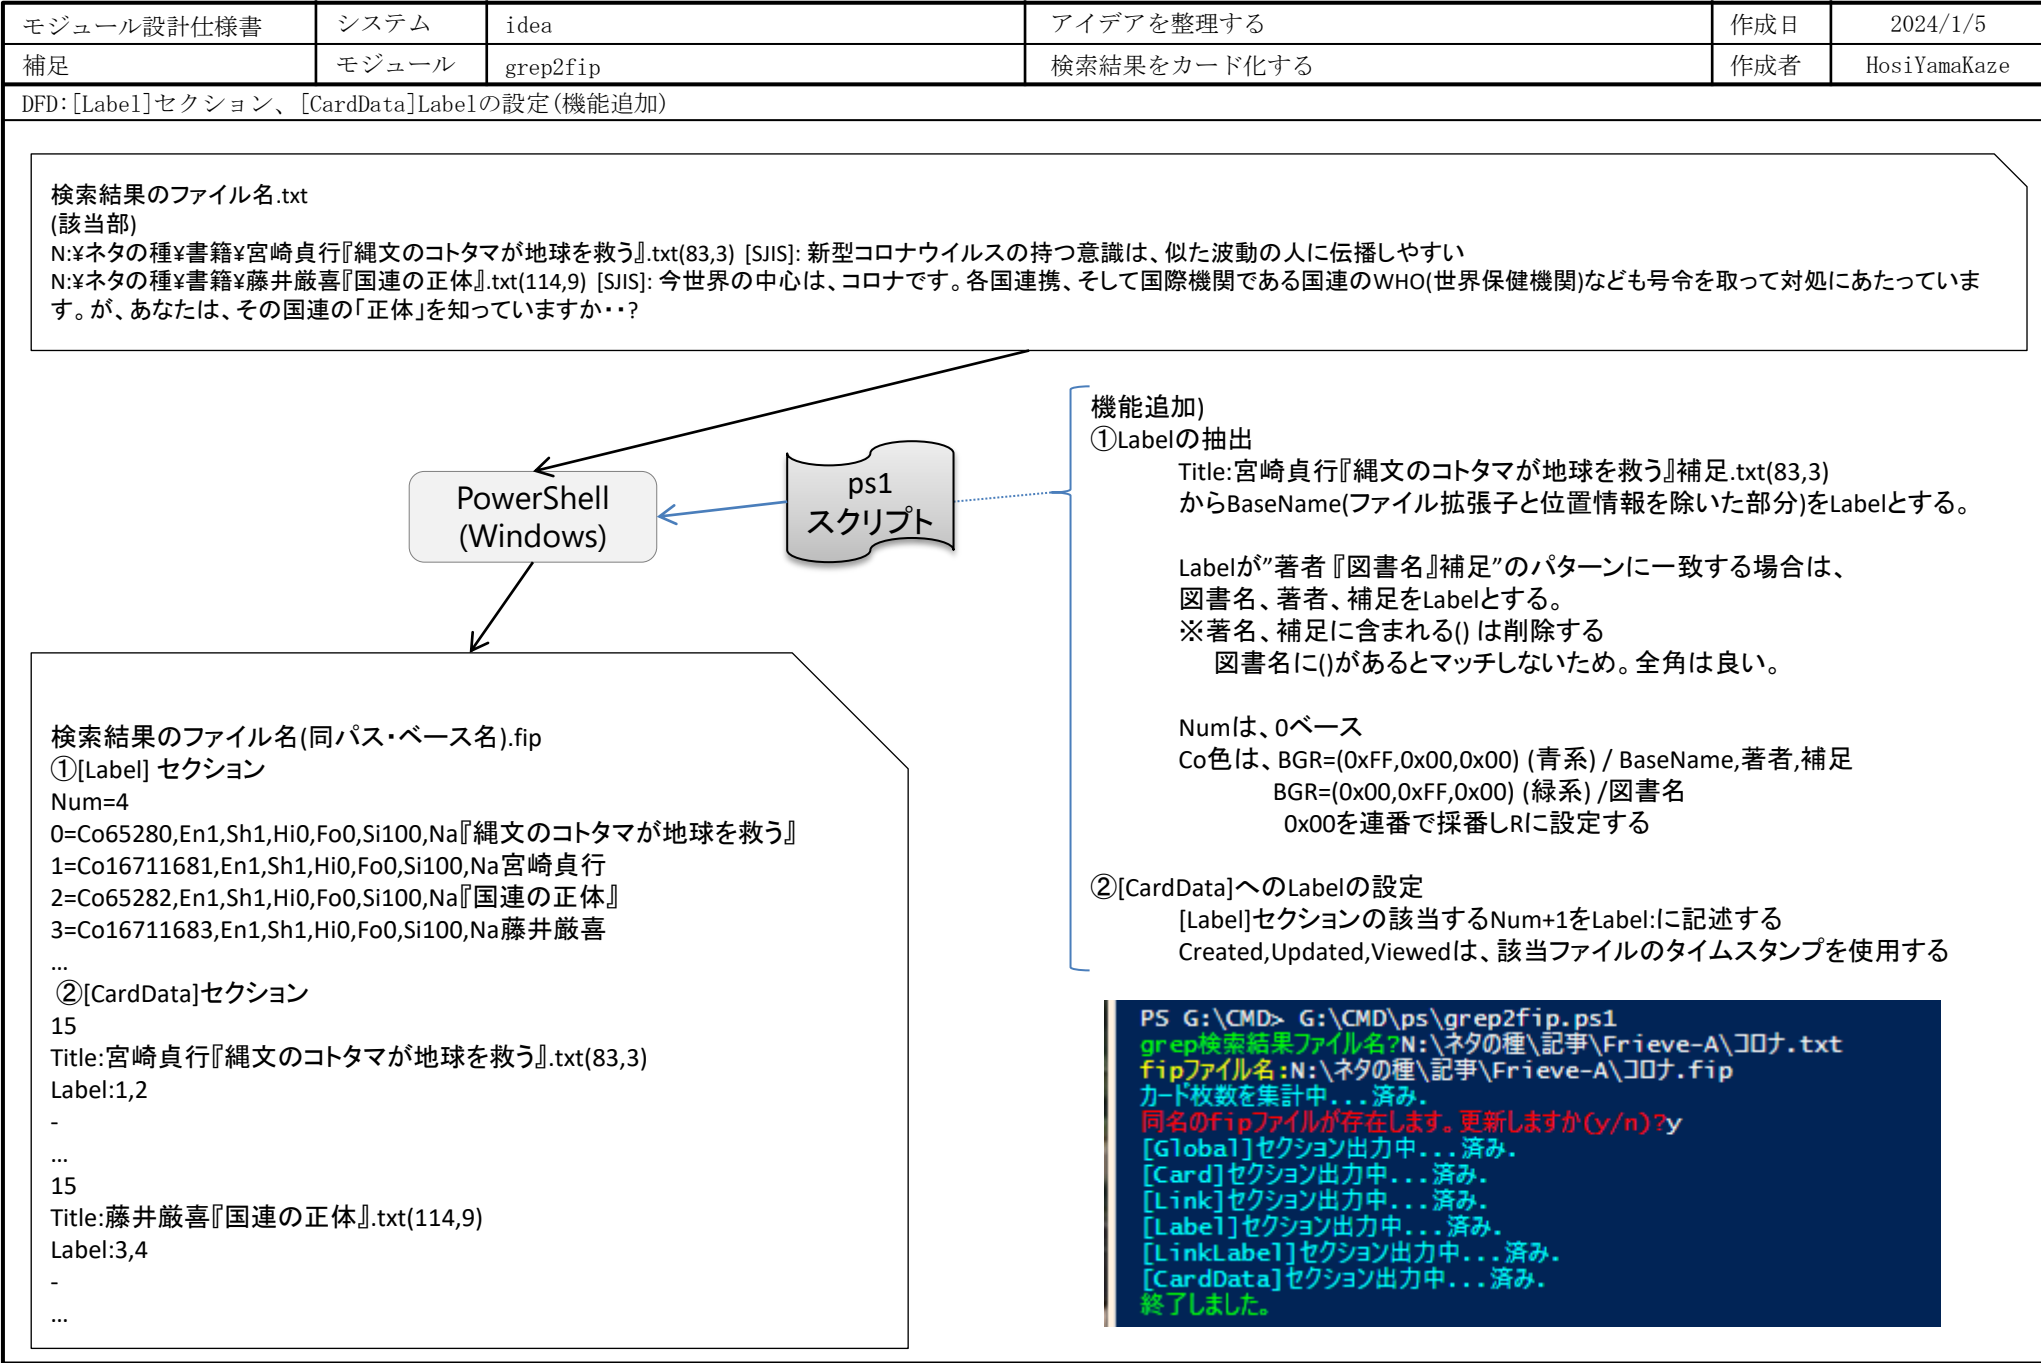 モジュール設計仕様書 システム idea アイデアを整理する 作成日 2024/1/5
補足 モジュール grep2fip 検索結果をカード化する 作成者 HosiYamaKaze
DFD:[Label]セクション、[CardData]Labelの設定(機能追加)
検索結果のファイル名.txt
(該当部)
N:¥ネタの種¥書籍¥宮崎貞行『縄文のコトタマが地球を救う』.txt(83,3) [SJIS]: 新型コロナウイルスの持つ意識は、似た波動の人に伝播しやすい
N:¥ネタの種¥書籍¥藤井厳喜『国連の正体』.txt(114,9) [SJIS]: 今世界の中心は、コロナです。各国連携、そして国際機関である国連のWHO(世界保健機関)なども号令を取って対処にあたっていま
す。が、あなたは、その国連の「正体」を知っていますか・・?
PowerShell
(Windows)
ps1
スクリプト
機能追加)
①Labelの抽出
Title:宮崎貞行『縄文のコトタマが地球を救う』補足.txt(83,3)
からBaseName(ファイル拡張子と位置情報を除いた部分)をLabelとする。
Labelが”著者『図書名』補足”のパターンに一致する場合は、
図書名、著者、補足をLabelとする。
※著名、補足に含まれる() は削除する
図書名に()があるとマッチしないため。全角は良い。
Numは、0ベース
Co色は、BGR=(0xFF,0x00,0x00) (青系) / BaseName,著者,補足
BGR=(0x00,0xFF,0x00) (緑系) /図書名
0x00を連番で採番しRに設定する
②[CardData]へのLabelの設定
[Label]セクションの該当するNum+1をLabel:に記述する
Created,Updated,Viewedは、該当ファイルのタイムスタンプを使用する
検索結果のファイル名(同パス・ベース名).fip
①[Label] セクション
Num=4
0=Co65280,En1,Sh1,Hi0,Fo0,Si100,Na『縄文のコトタマが地球を救う』
1=Co16711681,En1,Sh1,Hi0,Fo0,Si100,Na宮崎貞行
2=Co65282,En1,Sh1,Hi0,Fo0,Si100,Na『国連の正体』
3=Co16711683,En1,Sh1,Hi0,Fo0,Si100,Na藤井厳喜
...
②[CardData]セクション
15
Title:宮崎貞行『縄文のコトタマが地球を救う』.txt(83,3)
Label:1,2
-
...
15
Title:藤井厳喜『国連の正体』.txt(114,9)
Label:3,4
-
...
PS G:\CMD> G:\CMD\ps\grep2fip.ps1
grep検索結果ファイル名?N:\ネタの種\記事\Frieve-A\コロナ.txt
fipファイル名:N:\ネタの種\記事\Frieve-A\コロナ.fip
カード枚数を集計中...済み.
同名のfipファイルが存在します。更新しますか(y/n)?y
[Global]セクション出力中...済み.
[Card]セクション出力中...済み.
[Link]セクション出力中...済み.
[Label]セクション出力中...済み.
[LinkLabel]セクション出力中...済み.
[CardData]セクション出力中...済み.
終了しました。